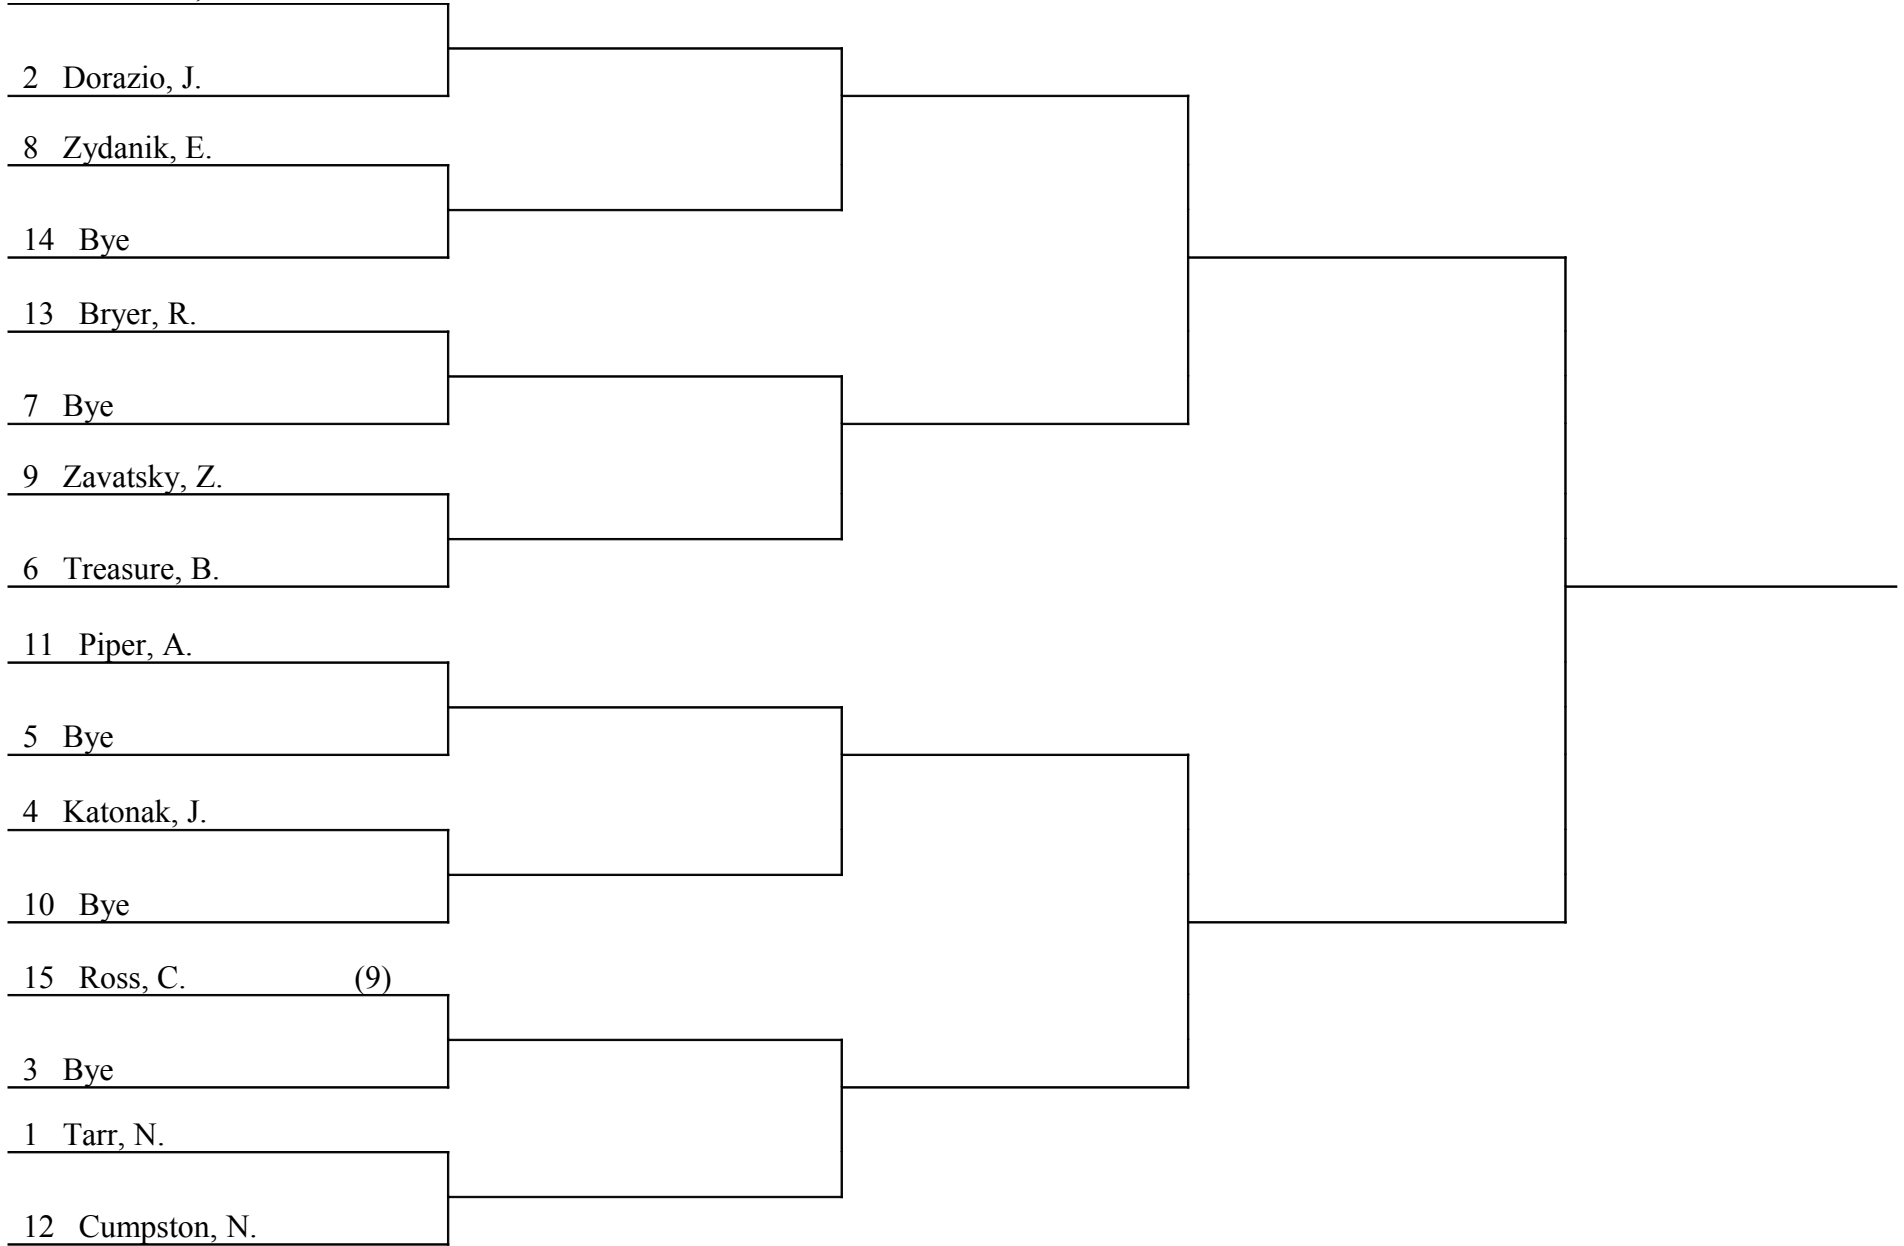 2 Dorazio, J.
8 Zydanik, E.
14 Bye
13 Bryer, R.
7 Bye
9 Zavatsky, Z.
6 Treasure, B.
11 Piper, A.
5 Bye
4 Katonak, J.
10 Bye
15 Ross, C. (9)
3 Bye
1 Tarr, N.
12 Cumpston, N.